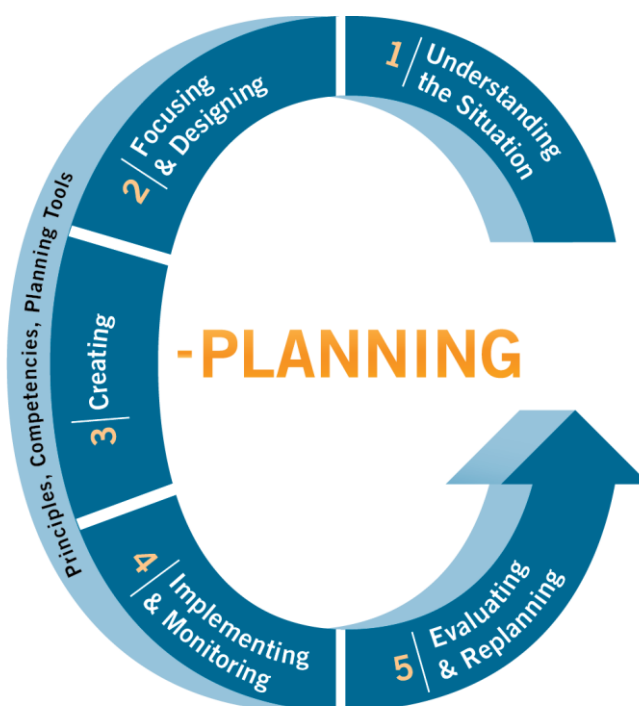 1 Understanding
the Situation
2 Focusing
& Designing
3 Creating
4 Implementing
& Monitoring
5 Evaluating
& Replanning
Principles, Competencies, Planning Tools
C-PLANNING